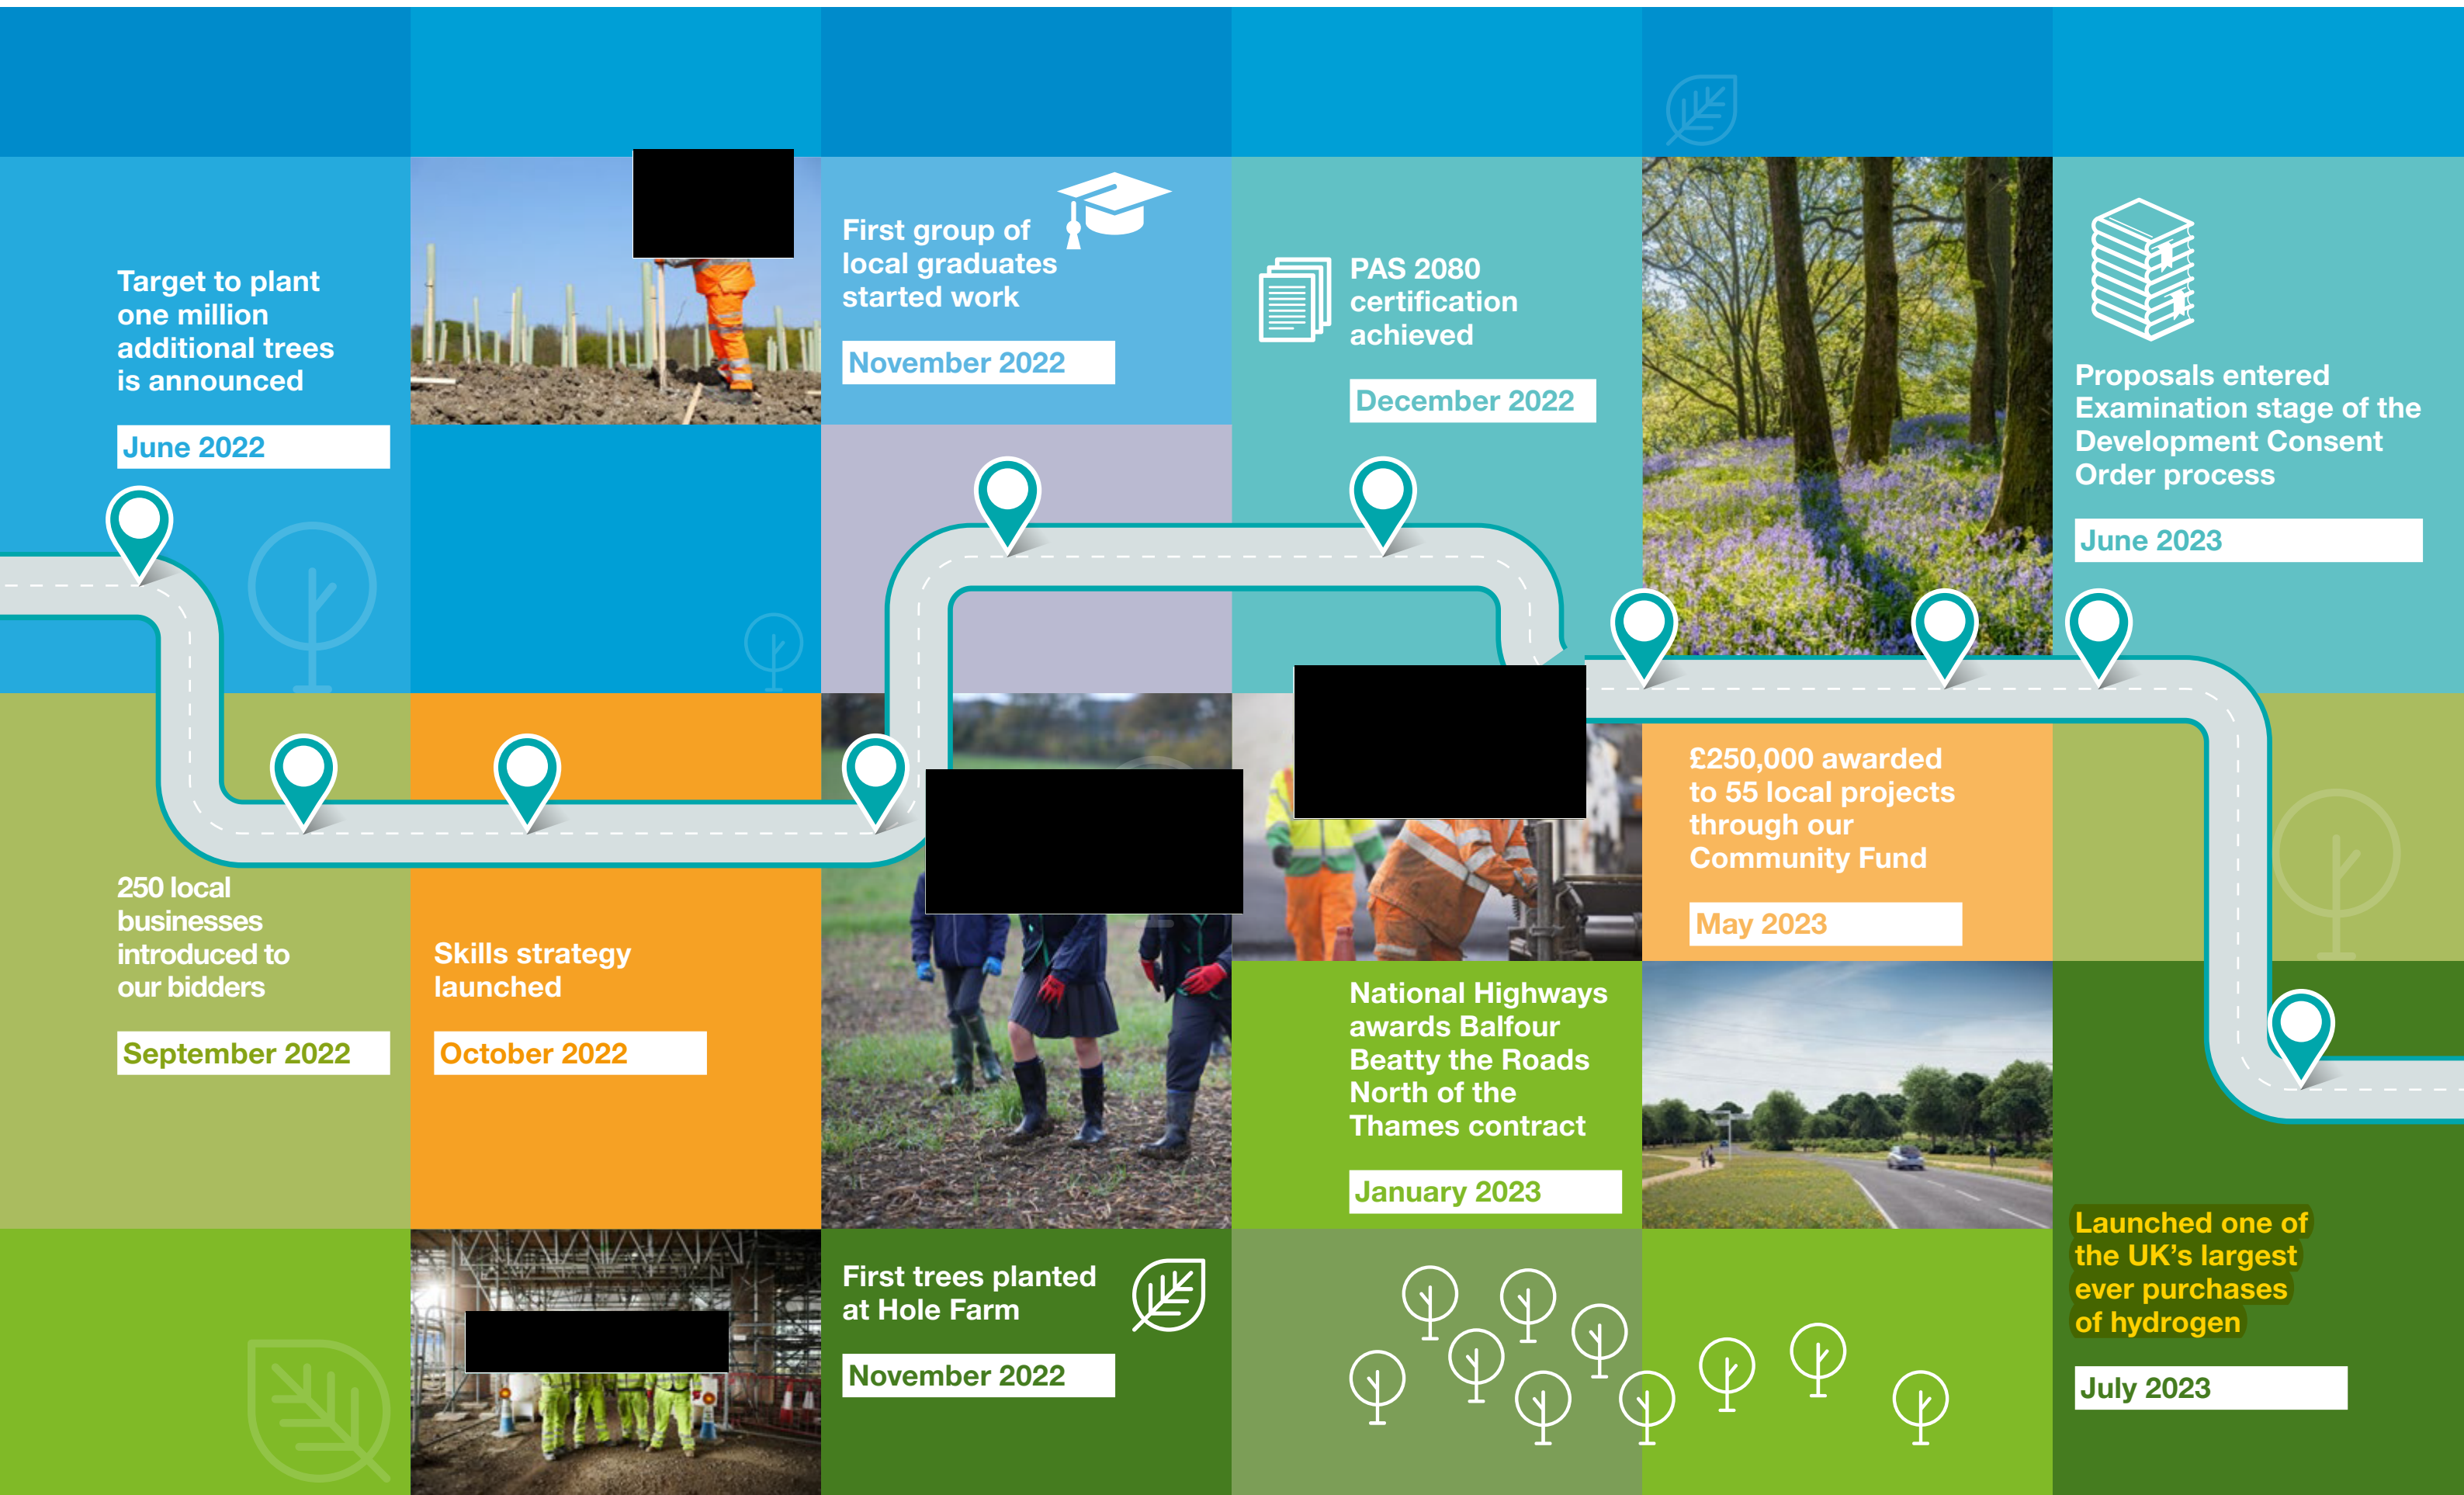 Target to plant
one million
additional trees
is announced
June 2022
250 local
businesses
introduced to
our bidders
September 2022
Skills strategy
launched
October 2022
First group of
local graduates
started work
November 2022
First trees planted
at Hole Farm
November 2022
PAS 2080
certification
achieved
December 2022
National Highways
awards Balfour
Beatty the Roads
North of the
Thames contract
January 2023
£250,000 awarded
to 55 local projects
through our
Community Fund
May 2023
Proposals entered
Examination stage of the
Development Consent
Order process
June 2023
Launched one of
the UK’s largest
ever purchases
of hydrogen
July 2023